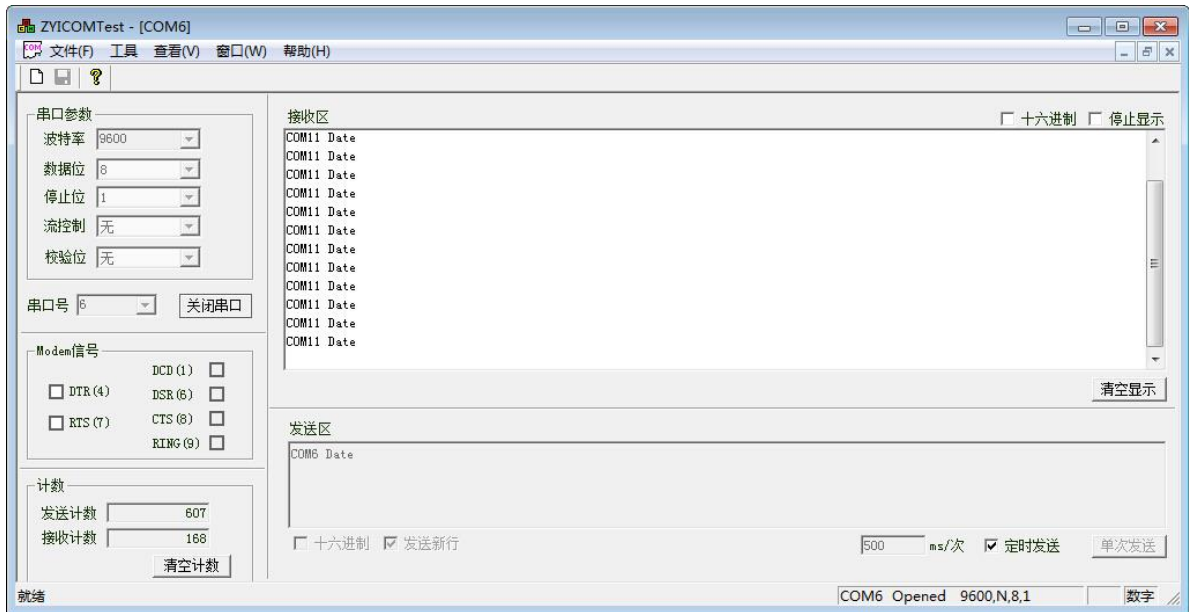 ZYICOMTest - [COM6]
文件(F) 工具 查看(V) 窗口(W) 帮助(H)
串口参数
波特率 9600
数据位 8
停止位 1
流控制 无
校验位 无
串口号 6 关闭串口
Modem信号
DCD(1)
DTR(4) DSR(6)
RTS(7) CTS(8)
RING(9)
计数
发送计数 607
接收计数 168
清空计数
接收区 十六进制 停止显示
COM11 Date
COM11 Date
COM11 Date
COM11 Date
COM11 Date
COM11 Date
COM11 Date
COM11 Date
COM11 Date
COM11 Date
COM11 Date
COM11 Date
清空显示
发送区
COM6 Date
十六进制 发送新行 500 ms/次 定时发送 单次发送
就绪 COM6 Opened 9600,N,8,1 数字